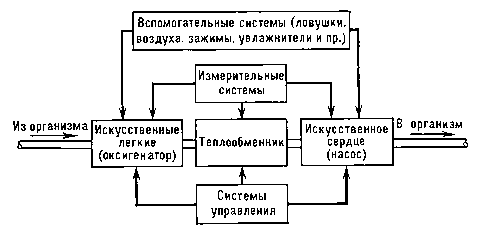 Вспомогательные системы (ловушки,
воздуха, зажимы, увлажнители и пр.)
Измерительные
системы
Из организма
Искусственные
легкие
(оксигенатор)
Теплообменник
Искусственное
сердце
(насос)
В организм
Системы
управления